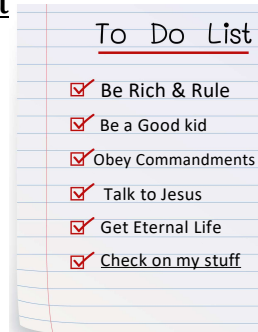 To Do List
Be Rich & Rule
Be a Good kid
Obey Commandments
Talk to Jesus
Get Eternal Life
Check on my stuff